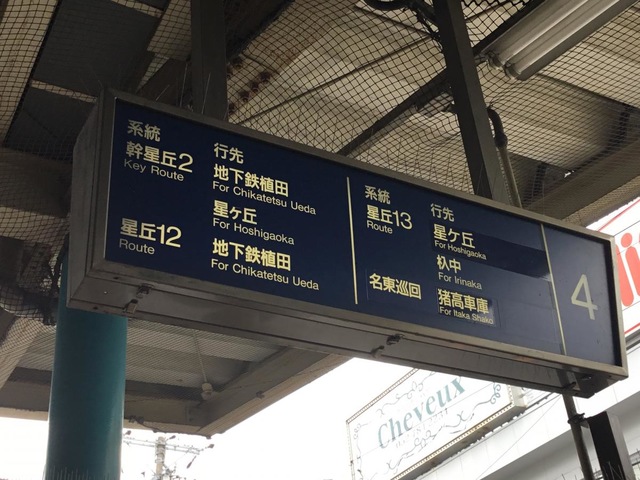 系統
幹星丘2
Key Route
星丘12
Route
行先
地下鉄植田
For Chikatetsu Ueda
星ヶ丘
For Hoshigaoka
地下鉄植田
For Chikatetsu Ueda
系統
星丘13
Route
名東巡回
行先
星ヶ丘
For Hoshigaoka
杁中
For Irinaka
猪高車庫
For Itaka Shako
4
Cheveux